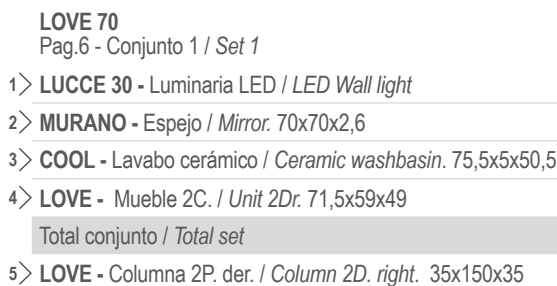 LOVE 70
Pag.6 - Conjunto 1 / Set 1
1> LUCCE 30 - Luminaria LED / LED Wall light
2> MURANO - Espejo / Mirror. 70x70x2,6
3> COOL - Lavabo cerámico / Ceramic washbasin. 75,5x5x50,5
4> LOVE - Mueble 2C. / Unit 2Dr. 71,5x59x49
Total conjunto / Total set
5> LOVE - Columna 2P. der. / Column 2D. right. 35x150x35